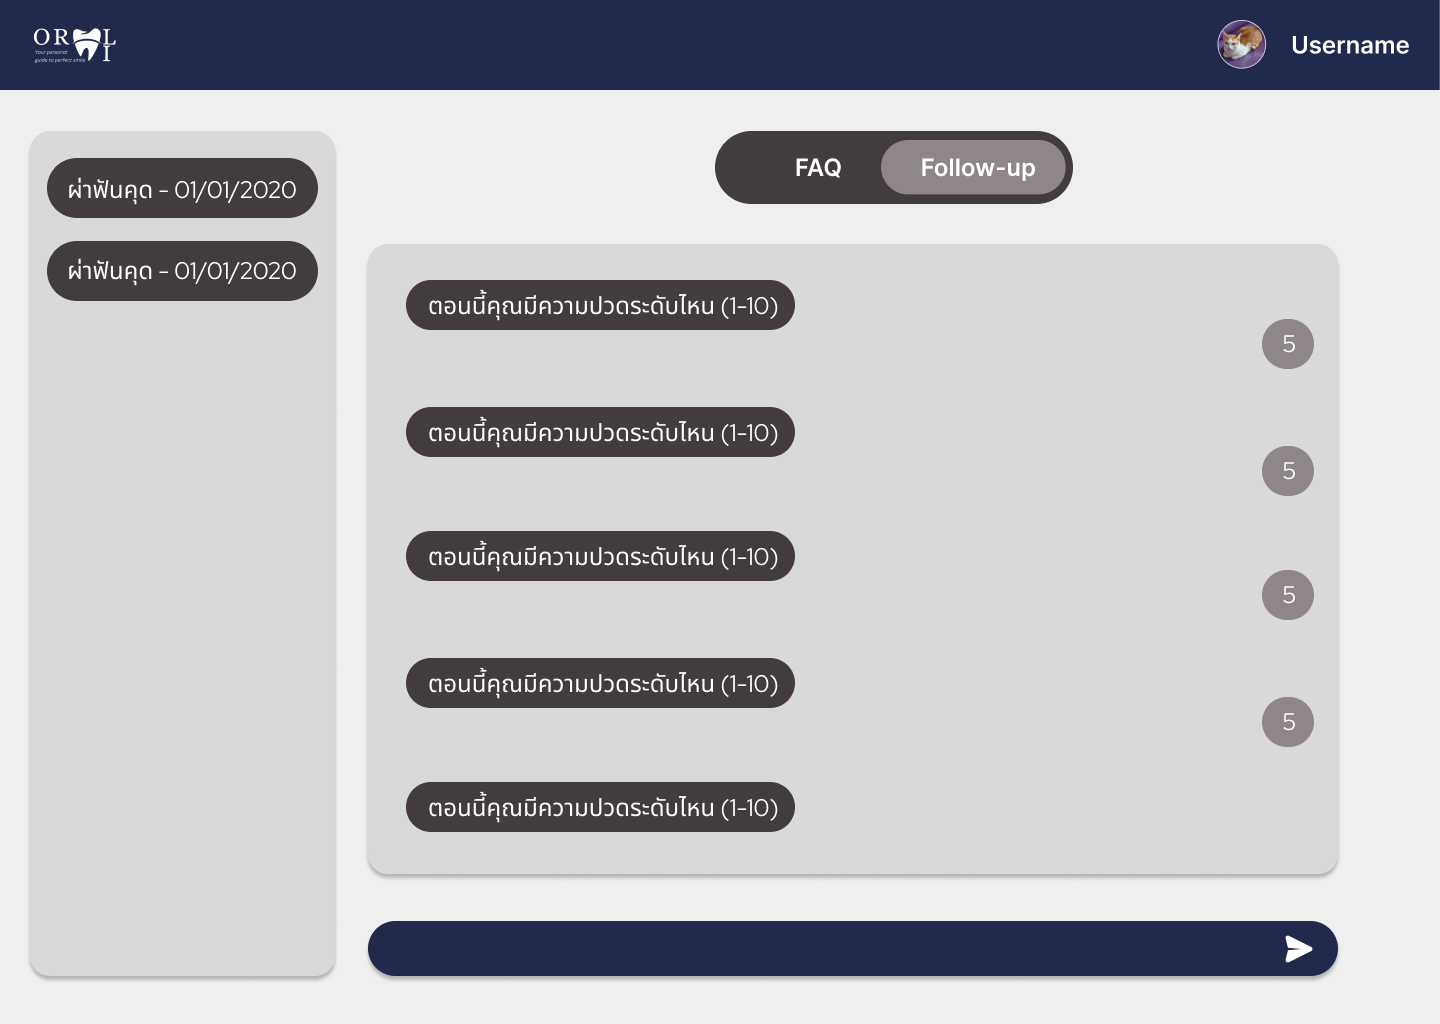 ORAL
Your personal
guide to perfect smile
I
Username
ผ่าฟันคุด - 01/01/2020
ผ่าฟันคุด - 01/01/2020
FAQ
Follow-up
ตอนนี้คุณมีความปวดระดับไหน (1-10)
5
ตอนนี้คุณมีความปวดระดับไหน (1-10)
5
ตอนนี้คุณมีความปวดระดับไหน (1-10)
5
ตอนนี้คุณมีความปวดระดับไหน (1-10)
5
ตอนนี้คุณมีความปวดระดับไหน (1-10)